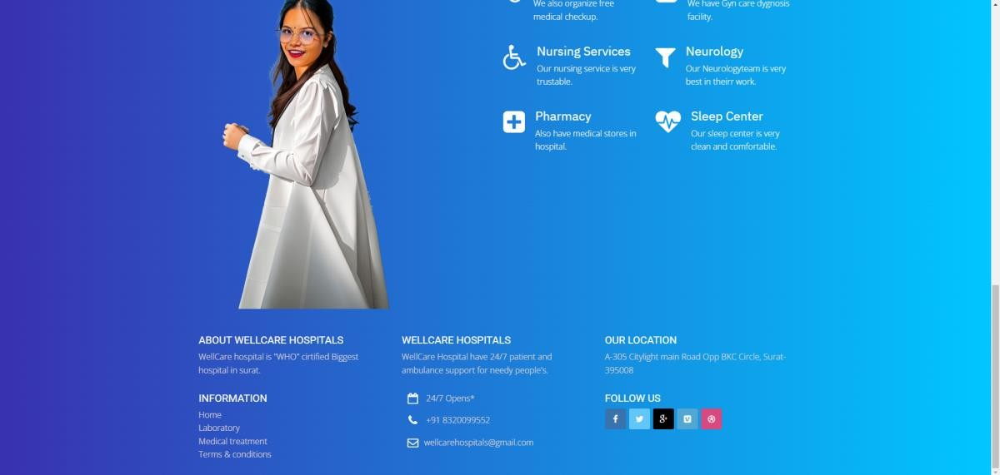 We also organize free
medical checkup.
We have Gyn care dygnosis
facility.
Nursing Services
Our nursing service is very
trustable.
Neurology
Our Neurologyteam is very
best in theirr work.
Pharmacy
Also have medical stores in
hospital.
Sleep Center
Our sleep center is very
clean and comfortable.
ABOUT WELLCARE HOSPITALS
WellCare hospital is "WHO" cirtified Biggest
hospital in surat.
INFORMATION
Home
Laboratory
Medical treatment
Terms & conditions
WELLCARE HOSPITALS
WellCare Hospital have 24/7 patient and
ambulance support for needy people's.
24/7 Opens*
+91 8320099552
wellcarehospitals@gmail.com
OUR LOCATION
A-305 Citylight main Road Opp BKC Circle, Surat-
395008
FOLLOW US